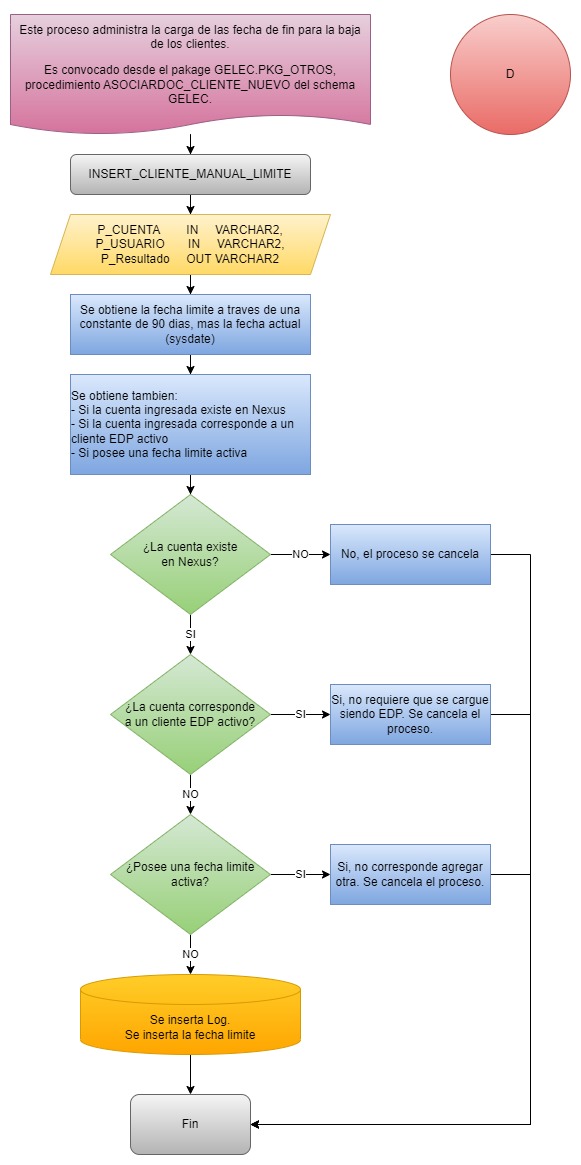 Este proceso administra la carga de las fecha de fin para la baja
de los clientes.
Es convocado desde el pakage GELEC.PKG_OTROS,
procedimiento ASOCIARDOC_CLIENTE_NUEVO del schema
GELEC.
D
INSERT_CLIENTE_MANUAL_LIMITE
P_CUENTA IN VARCHAR2,
P_USUARIO IN VARCHAR2,
P_Resultado OUT VARCHAR2
Se obtiene la fecha limite a traves de una
constante de 90 dias, mas la fecha actual
(sysdate)
Se obtiene tambien:
- Si la cuenta ingresada existe en Nexus
- Si la cuenta ingresada corresponde a un
cliente EDP activo
- Si posee una fecha limite activa
¿La cuenta existe
en Nexus?
NO
No, el proceso se cancela
SI
¿La cuenta corresponde
a un cliente EDP activo?
SI
Si, no requiere que se cargue
siendo EDP. Se cancela el
proceso.
NO
¿Posee una fecha limite
activa?
SI
Si, no corresponde agregar
otra. Se cancela el proceso.
NO
Se inserta Log.
Se inserta la fecha limite
Fin